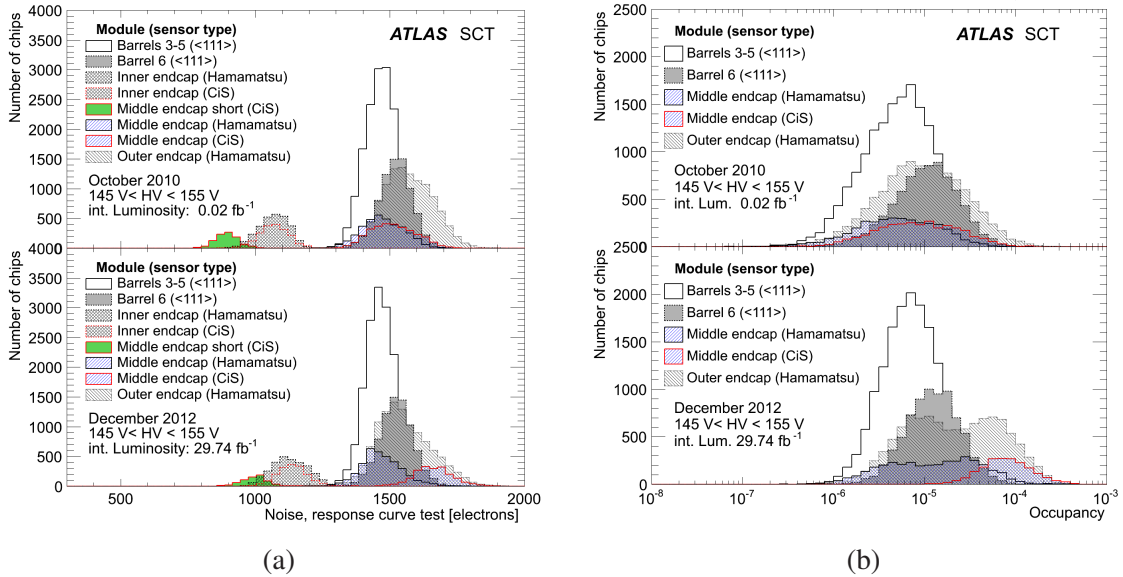 Number of chips
4000
3500
3000
2500
2000
1500
1000
500
0
Module (sensor type)
Barrels 3-5 (<111>)
Barrel 6 (<111>)
Inner endcap (Hamamatsu)
Inner endcap (CiS)
Middle endcap short (CiS)
Middle endcap (Hamamatsu)
Middle endcap (CiS)
Outer endcap (Hamamatsu)
ATLAS SCT
October 2010
145 V< HV < 155 V
int. Luminosity: 0.02 fb-1
Number of chips
4000
3500
3000
2500
2000
1500
1000
500
0
Module (sensor type)
Barrels 3-5 (<111>)
Barrel 6 (<111>)
Inner endcap (Hamamatsu)
Inner endcap (CiS)
Middle endcap short (CiS)
Middle endcap (Hamamatsu)
Middle endcap (CiS)
Outer endcap (Hamamatsu)
December 2012
145 V< HV < 155 V
int. Luminosity: 29.74 fb-1
500 1000 1500 2000
Noise, response curve test [electrons]
(a)
Number of chips
2500
2000
1500
1000
500
Module (sensor type)
Barrels 3-5 (<111>)
Barrel 6 (<111>)
Middle endcap (Hamamatsu)
Middle endcap (CiS)
Outer endcap (Hamamatsu)
ATLAS SCT
October 2010
145 V< HV < 155 V
int. Lum. 0.02 fb-1
Number of chips
2500
2000
1500
1000
500
0
Module (sensor type)
Barrels 3-5 (<111>)
Barrel 6 (<111>)
Middle endcap (Hamamatsu)
Middle endcap (CiS)
Outer endcap (Hamamatsu)
December 2012
145 V< HV < 155 V
int. Lum. 29.74 fb-1
10-8 10-7 10-6 10-5 10-4 10-3
Occupancy
(b)